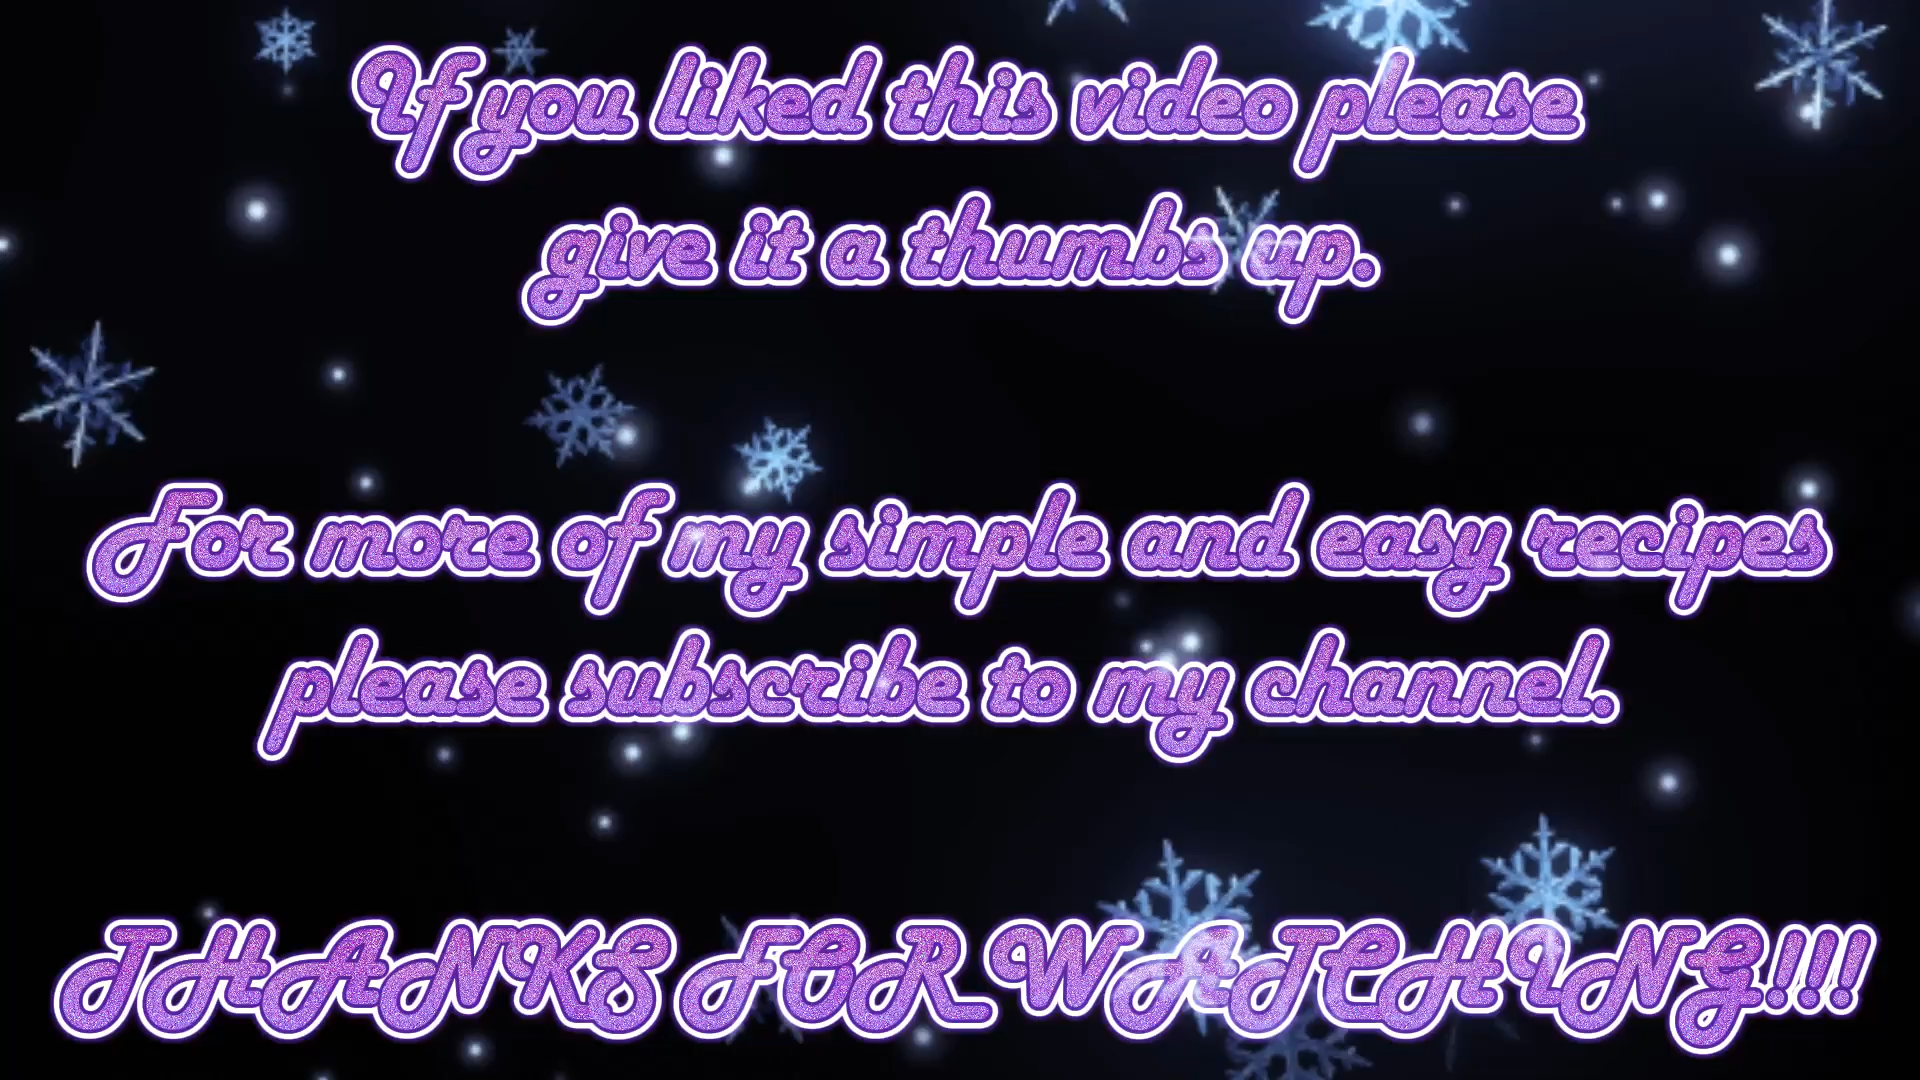 If you liked this video please
give it a thumbs up.
For more of my simple and easy recipes
please subscribe to my channel.
THANKS FOR WATCHING!!!